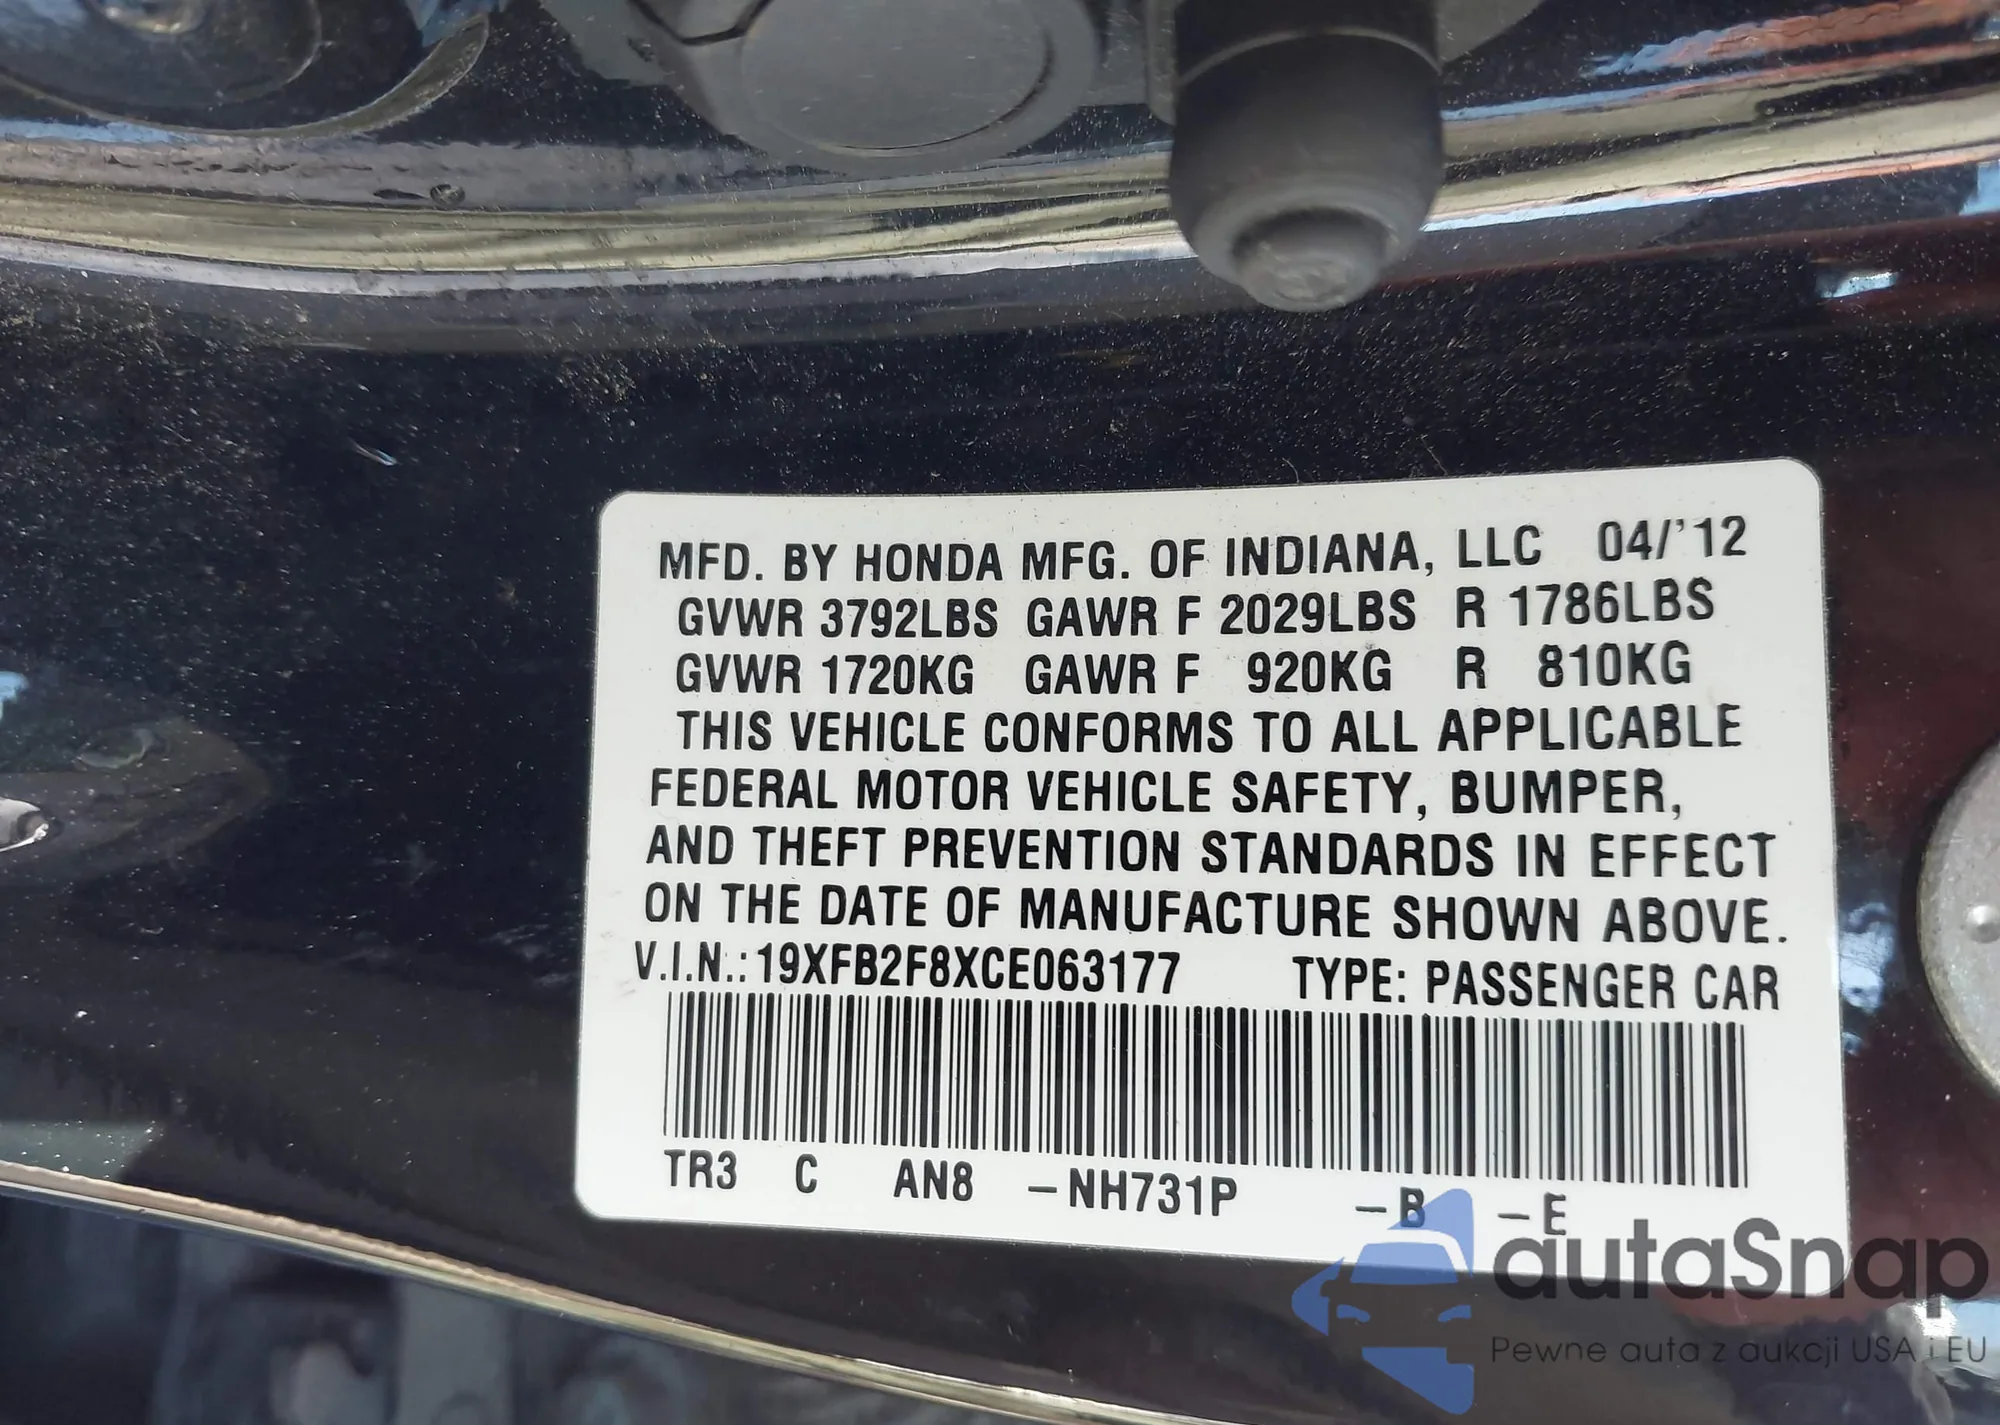 MFD. BY HONDA MFG. OF INDIANA, LLC 04/'12
GVWR 3792LBS GAWR F 2029LBS R 1786LBS
GVWR 1720KG GAWR F 920KG R 810KG
THIS VEHICLE CONFORMS TO ALL APPLICABLE
FEDERAL MOTOR VEHICLE SAFETY, BUMPER,
AND THEFT PREVENTION STANDARDS IN EFFECT
ON THE DATE OF MANUFACTURE SHOWN ABOVE.
V.I.N.: 19XFB2F8XCE063177 TYPE: PASSENGER CAR
TR3 C AN8 –NH731P –B –E
autaSnap
Pewne auta z aukcji USA i EU